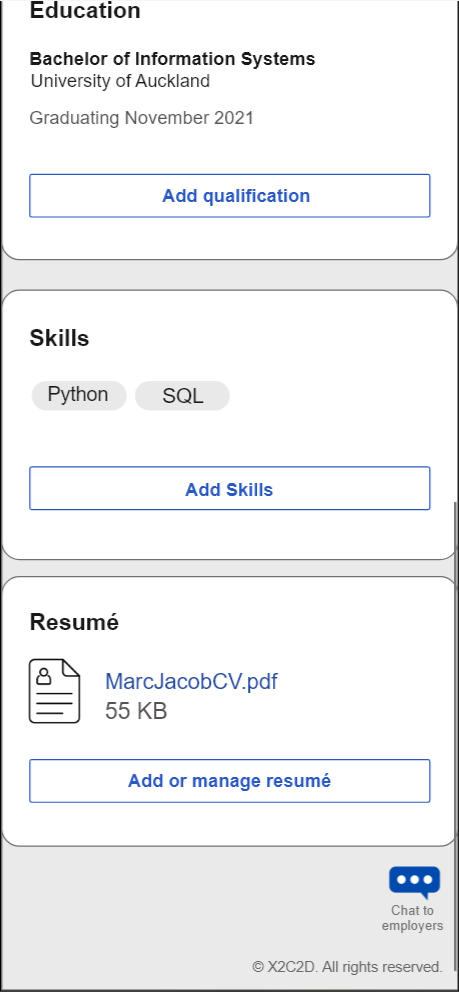 Education
Bachelor of Information Systems
University of Auckland
Graduating November 2021
Add qualification
Skills
Python
SQL
Add Skills
Resumé
MarcJacobCV.pdf
55 KB
Add or manage resumé
Chat to
employers
© X2C2D. All rights reserved.